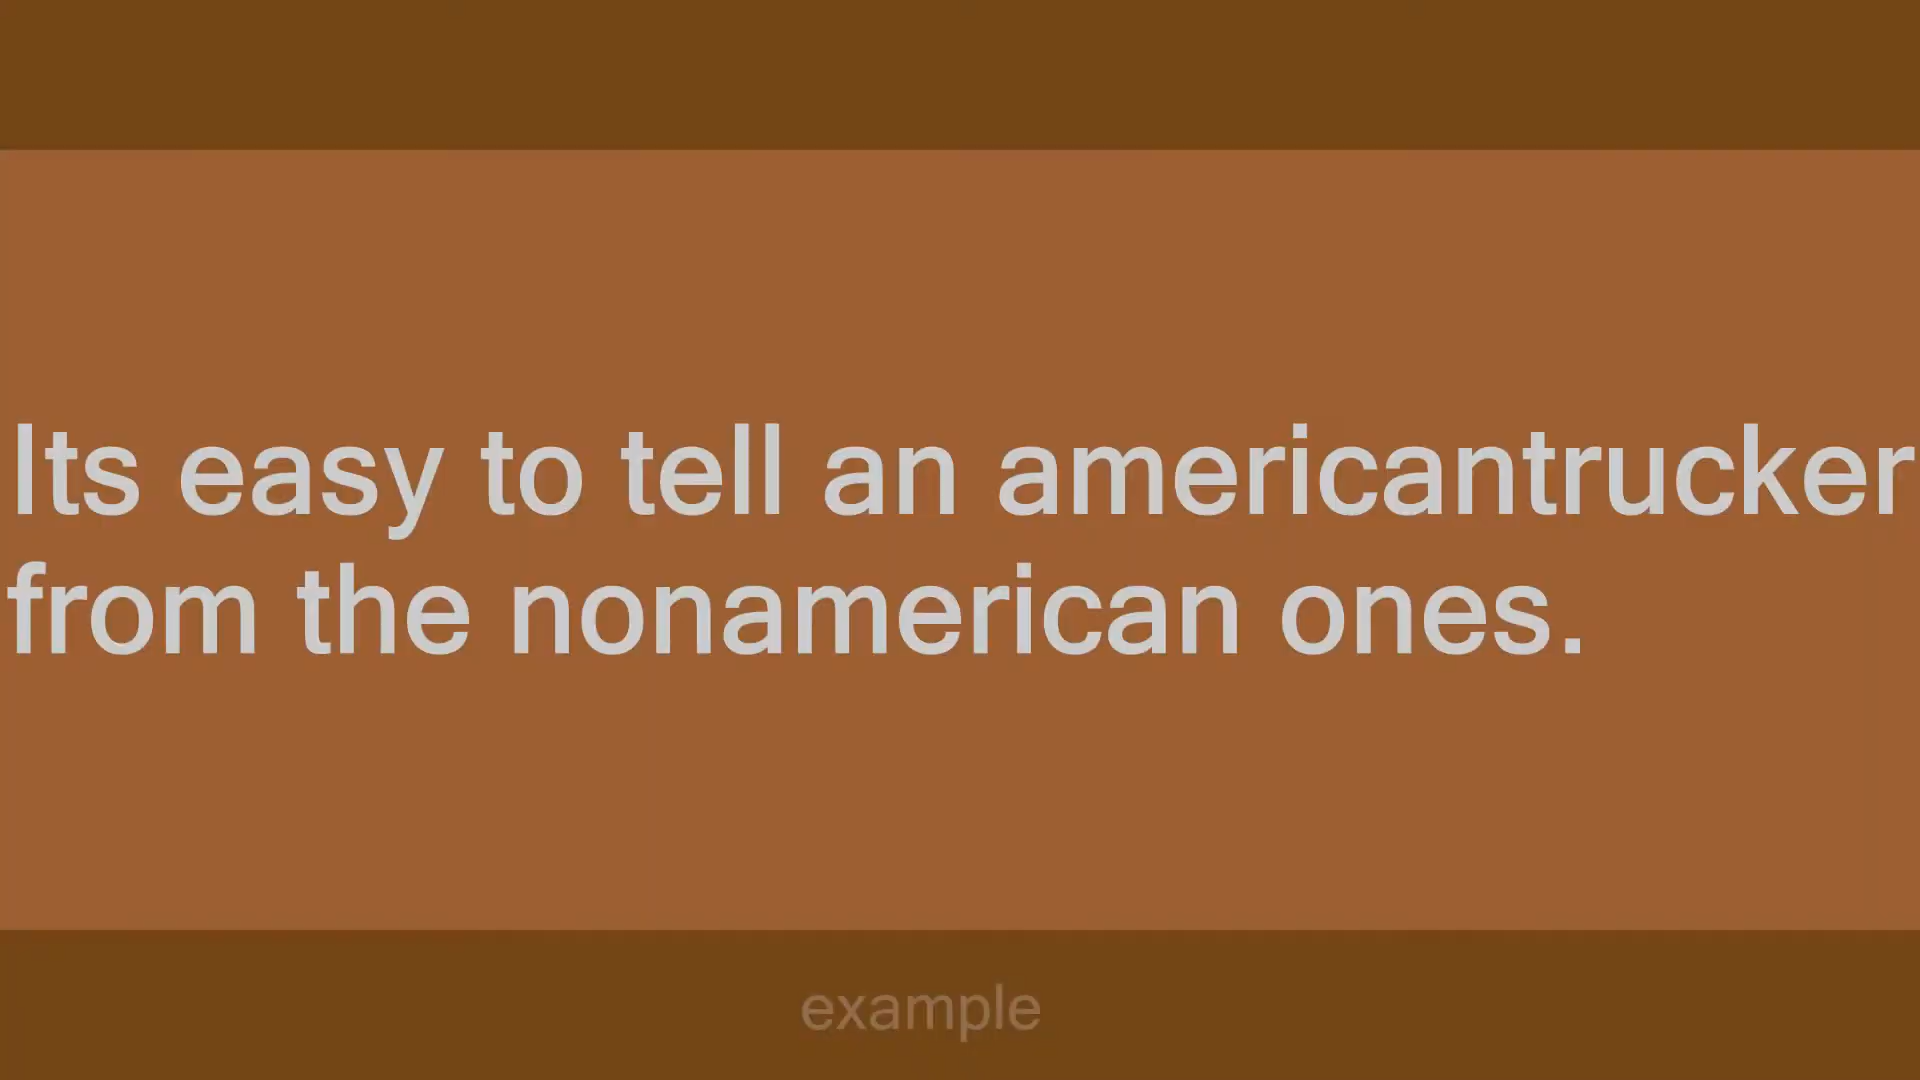 Its easy to tell an americantrucker
from the nonamerican ones.
example